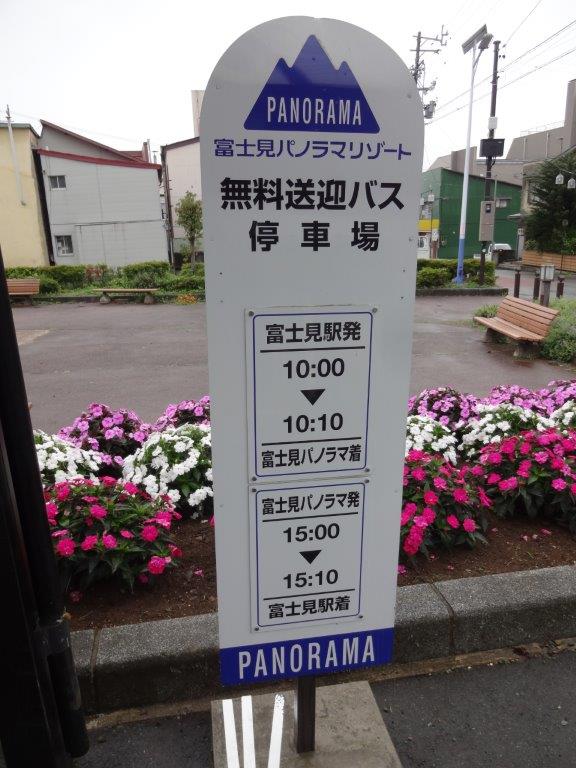 PANORAMA
富士見パノラマリゾート
無料送迎バス
停車場
富士見駅発
10:00
▼
10:10
富士見パノラマ着
富士見パノラマ発
15:00
▼
15:10
富士見駅着
PANORAMA